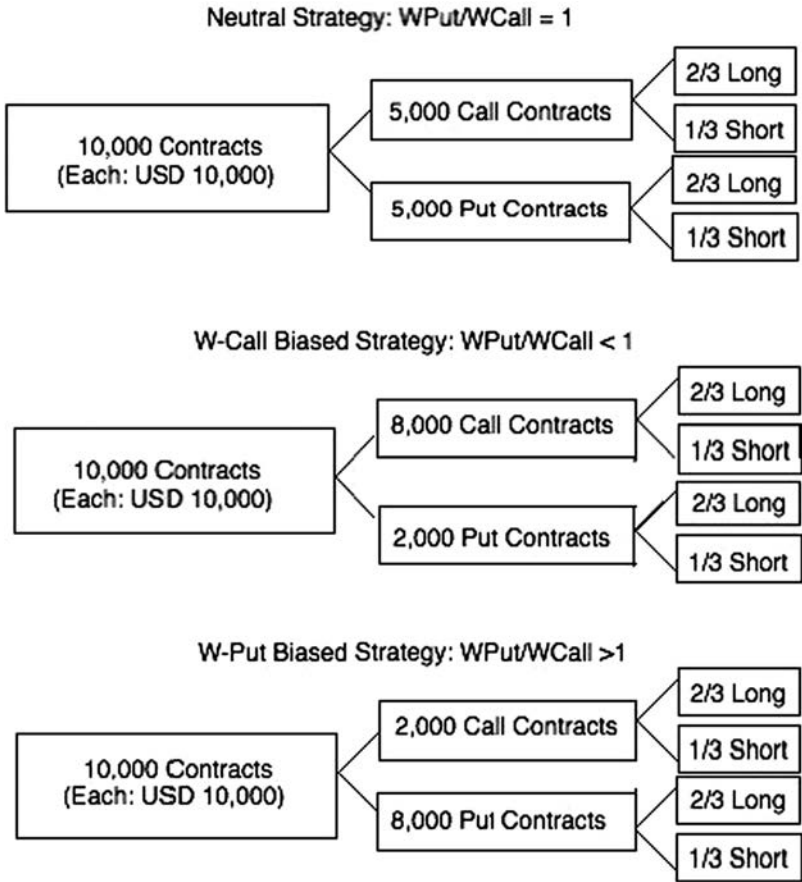 Neutral Strategy: WPut/WCall = 1
10,000 Contracts
(Each: USD 10,000)
5,000 Call Contracts
2/3 Long
1/3 Short
5,000 Put Contracts
2/3 Long
1/3 Short
W-Call Biased Strategy: WPut/WCall < 1
10,000 Contracts
(Each: USD 10,000)
8,000 Call Contracts
2/3 Long
1/3 Short
2,000 Put Contracts
2/3 Long
1/3 Short
W-Put Biased Strategy: WPut/WCall >1
10,000 Contracts
(Each: USD 10,000)
2,000 Call Contracts
2/3 Long
1/3 Short
8,000 Put Contracts
2/3 Long
1/3 Short